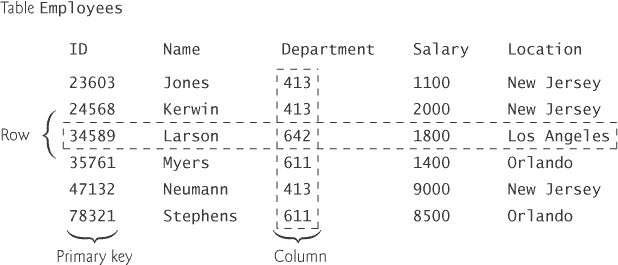 Table Employees
ID Name Department Salary Location
23603 Jones 413 1100 New Jersey
24568 Kerwin 413 2000 New Jersey
Row 34589 Larson 642 1800 Los Angeles
35761 Myers 611 1400 Orlando
47132 Neumann 413 9000 New Jersey
78321 Stephens 611 8500 Orlando
Primary key Column